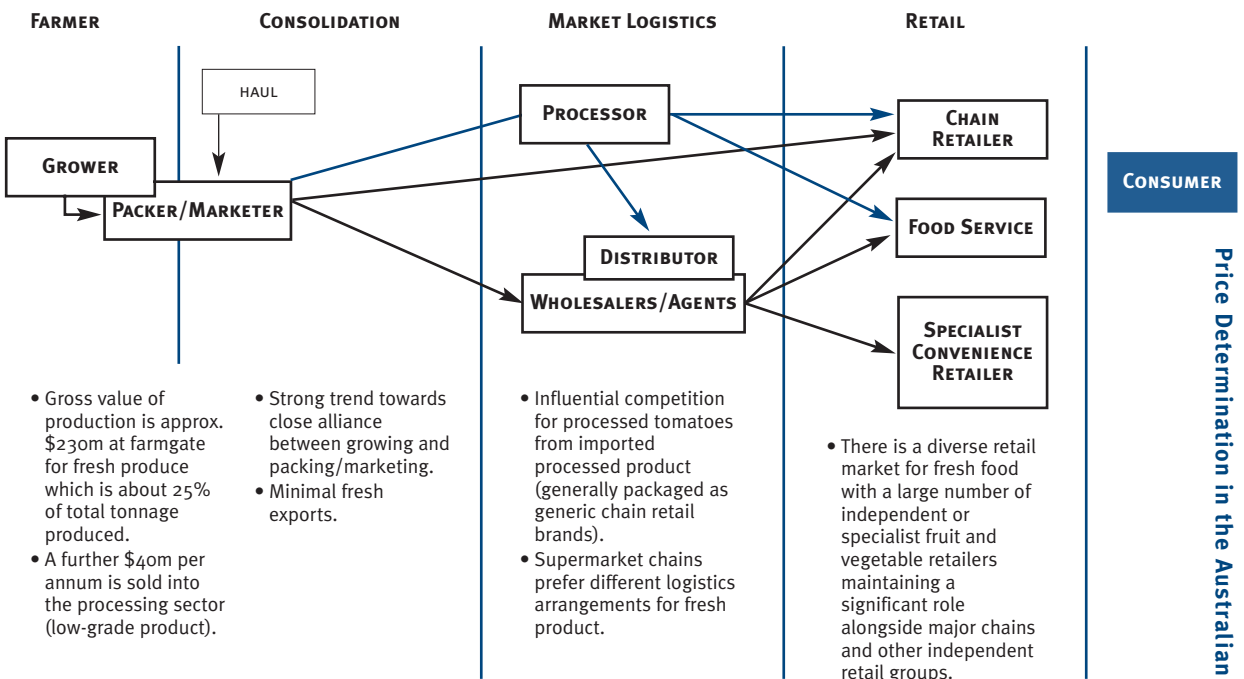 FARMER
CONSOLIDATION
MARKET LOGISTICS
RETAIL
HAUL
PROCESSOR
CHAIN
RETAILER
GROWER
CONSUMER
PACKER/MARKETER
FOOD SERVICE
DISTRIBUTOR
WHOLESALERS/AGENTS
SPECIALIST
CONVENIENCE
RETAILER
• Gross value of
production is approx.
$230m at farmgate
for fresh produce
which is about 25%
of total tonnage
produced.
• A further $40m per
annum is sold into
the processing sector
(low-grade product).
• Strong trend towards
close alliance
between growing and
packing/marketing.
• Minimal fresh
exports.
• Influential competition
for processed tomatoes
from imported
processed product
(generally packaged as
generic chain retail
brands).
• Supermarket chains
prefer different logistics
arrangements for fresh
product.
• There is a diverse retail
market for fresh food
with a large number of
independent or
specialist fruit and
vegetable retailers
maintaining a
significant role
alongside major chains
and other independent
retail groups.
Price Determination in the Australian